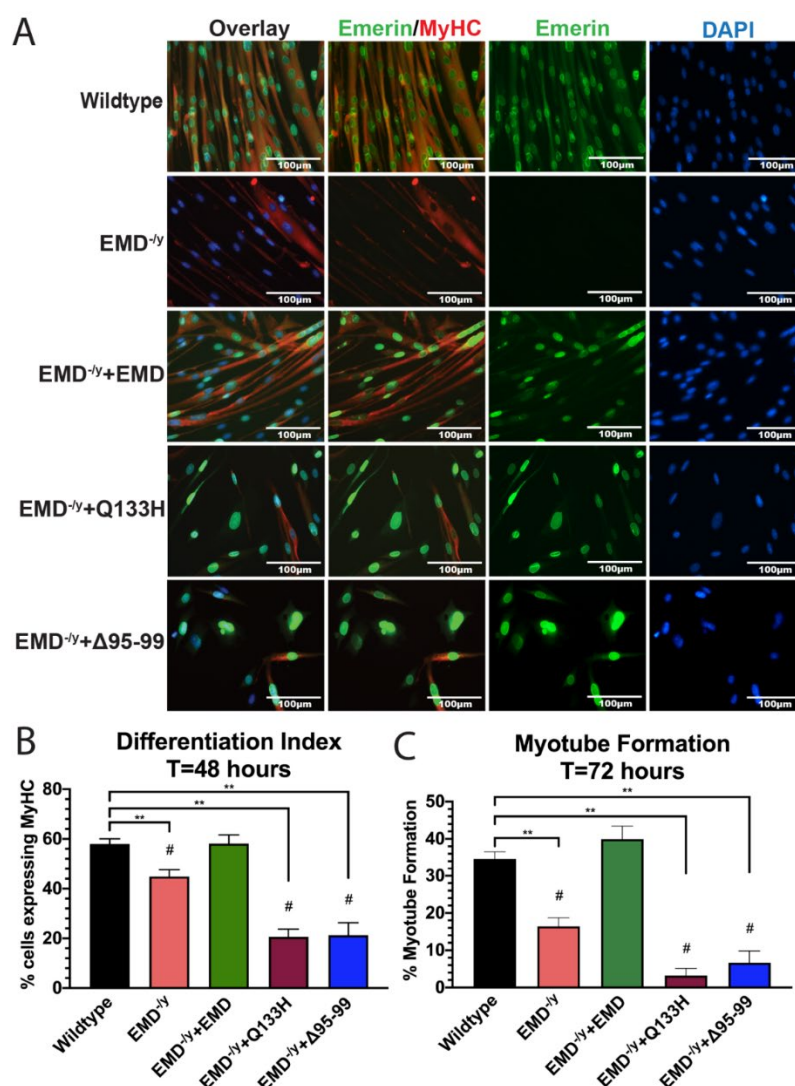 A
Overlay Emerin/MyHC Emerin DAPI
Wildtype
100μm 100μm 100μm 100μm
EMD-/y
100μm 100μm 100μm 100μm
EMD-/y+EMD
100μm 100μm 100μm 100μm
EMD-/y+Q133H
100μm 100μm 100μm 100μm
EMD-/y+Δ95-99
100μm 100μm 100μm 100μm
B
Differentiation Index
T=48 hours
% cells expressing MyHC
80
60
40
20
0
**
**
**
# # #
Wildtype
EMD-/y
EMD-/y+EMD
EMD-/y+Q133H
EMD-/y+Δ95-99
C
Myotube Formation
T=72 hours
% Myotube Formation
50
40
30
20
10
0
**
**
**
# # #
Wildtype
EMD-/y
EMD-/y+EMD
EMD-/y+Q133H
EMD-/y+Δ95-99